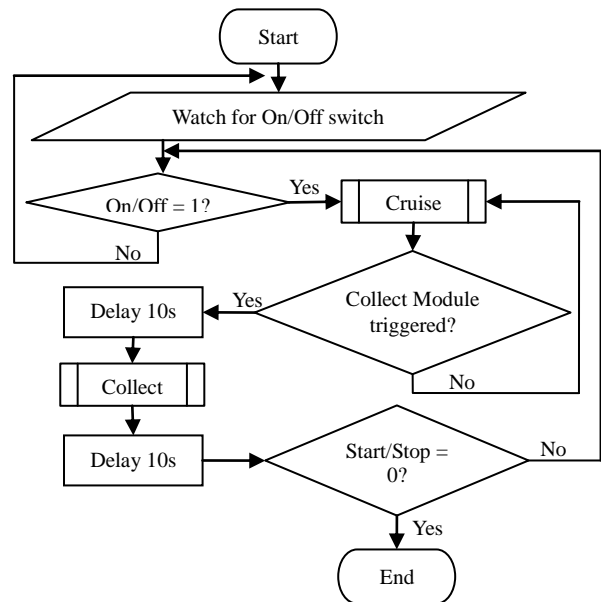 Start
Watch for On/Off switch
On/Off = 1?
Yes
Cruise
No
Collect Module
triggered?
Yes
Delay 10s
No
Collect
Delay 10s
Start/Stop =
0?
No
Yes
End